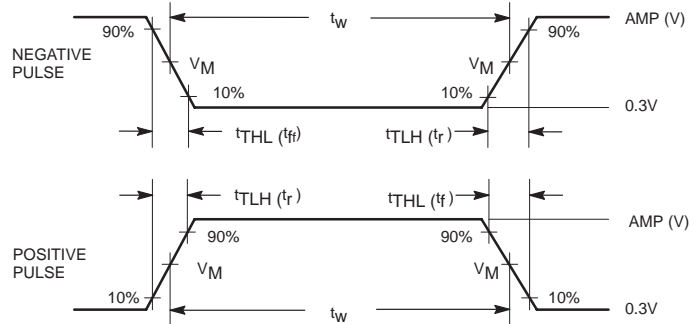 tw
AMP (V)
90%
90%
NEGATIVE
PULSE
VM
VM
10%
10%
0.3V
tTHL (tff)
tTLH (tr)
tTLH (tr)
tTHL (tf)
AMP (V)
90%
90%
POSITIVE
PULSE
VM
VM
10%
10%
tw
0.3V